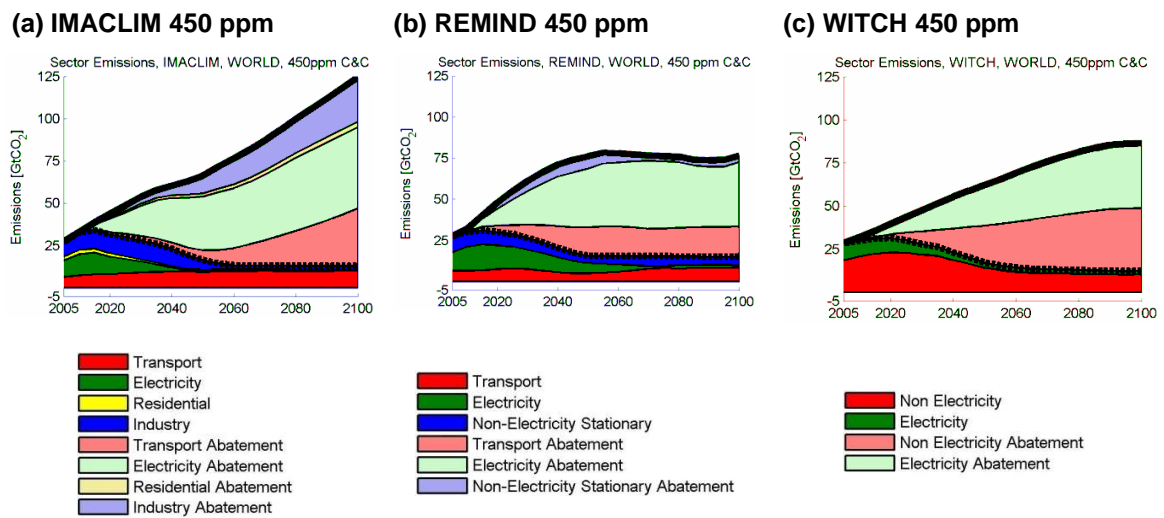 (a) IMACLIM 450 ppm
Sector Emissions, IMACLIM, WORLD, 450ppm C&C
Emissions [GtCO2]
125
100
75
50
25
-5
2005
2020
2040
2060
2080
2100
Transport
Electricity
Residential
Industry
Transport Abatement
Electricity Abatement
Residential Abatement
Industry Abatement
(b) REMIND 450 ppm
Sector Emissions, REMIND, WORLD, 450 ppm C&C
Emissions [GtCO2]
125
100
75
50
25
-5
2005
2020
2040
2060
2080
2100
Transport
Electricity
Non-Electricity Stationary
Transport Abatement
Electricity Abatement
Non-Electricity Stationary Abatement
(c) WITCH 450 ppm
Sector Emissions, WITCH, WORLD, 450ppm C&C
Emissions [GtCO2]
125
100
75
50
25
-5
2005
2020
2040
2060
2080
2100
Non Electricity
Electricity
Non Electricity Abatement
Electricity Abatement